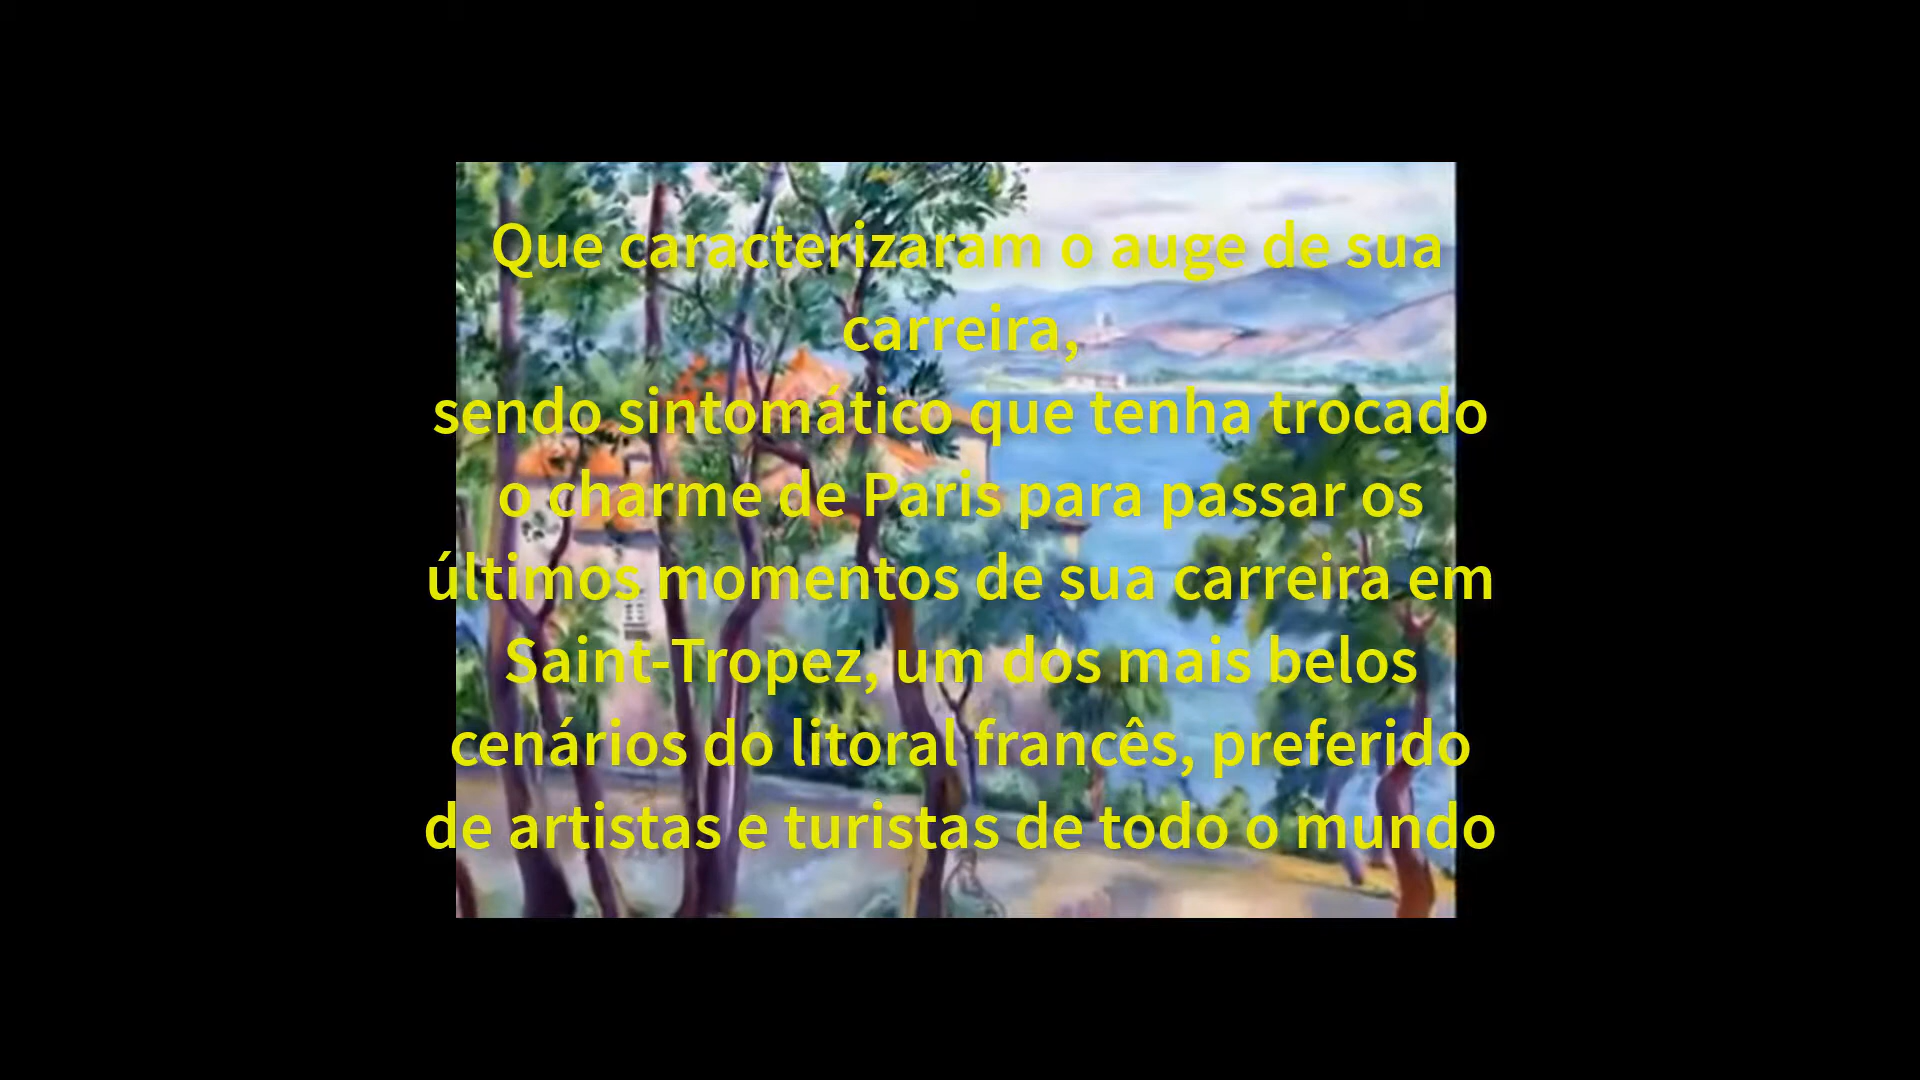 Que caracterizaram o auge de sua
carreira,
sendo sintomático que tenha trocado
o charme de Paris para passar os
últimos momentos de sua carreira em
Saint-Tropez, um dos mais belos
cenários do litoral francês, preferido
de artistas e turistas de todo o mundo